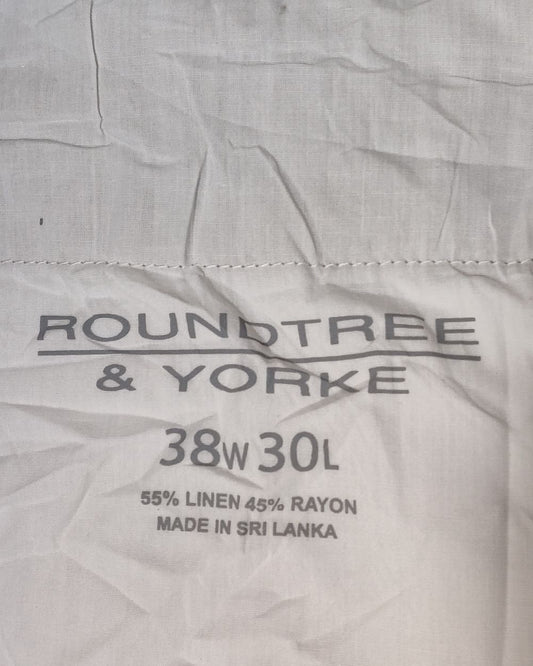 ROUNDTREE
& YORKE
38W 30L
55% LINEN 45% RAYON
MADE IN SRI LANKA